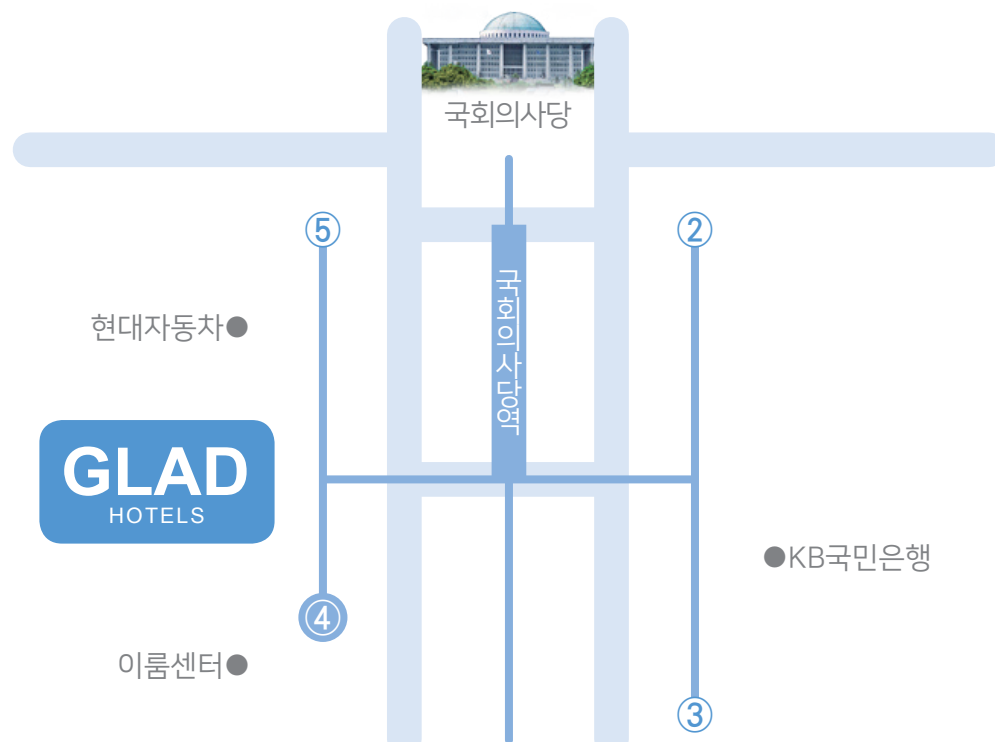 국회의사당
⑤
②
국회의사당역
현대자동차●
GLAD
HOTELS
●KB국민은행
④
이룸센터●
③